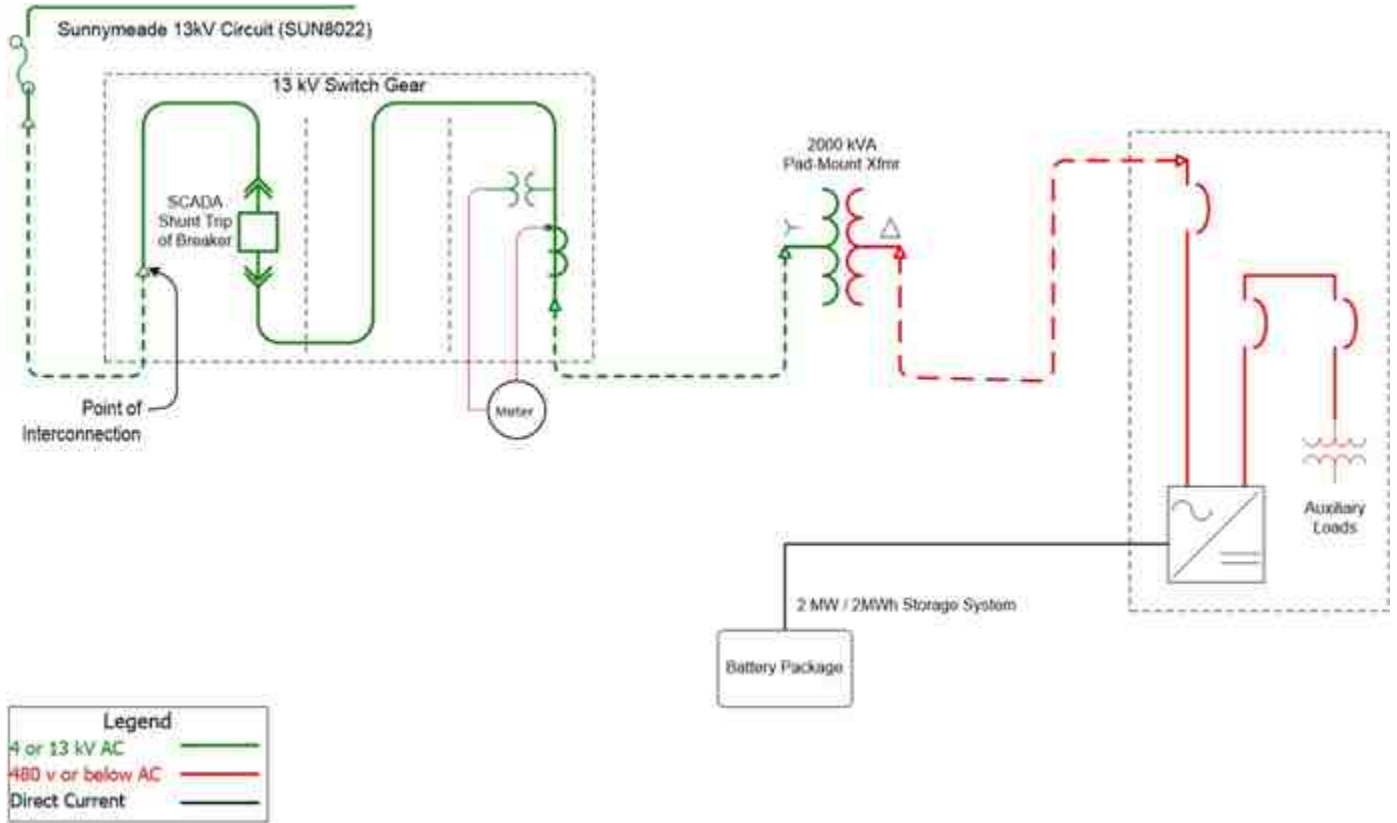 Sunnymeade 13kV Circuit (SUN8022)
13 kV Switch Gear
SCADA
Shunt Trip
of Breaker
Point of
Interconnection
Meter
2000 kVA
Pad-Mount Xfmr
Auxiliary
Loads
2 MW / 2MWh Storage System
Battery Package
Legend
4 or 13 kV AC
480 v or below AC
Direct Current